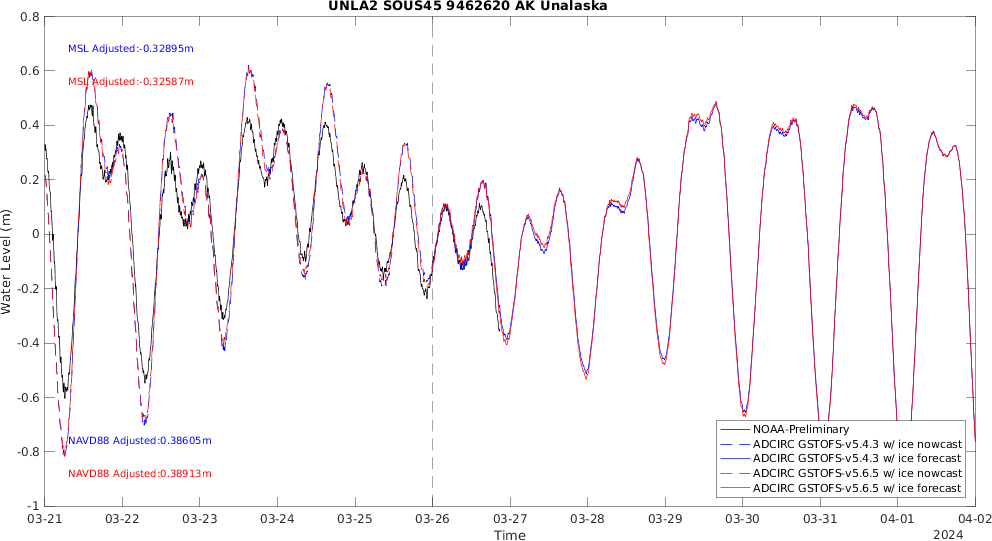 UNLA2 SOUS45 9462620 AK Unalaska
0.8
0.6
0.4
0.2
0
-0.2
-0.4
-0.6
-0.8
-1
Water Level (m)
MSL Adjusted:-0.32895m
MSL Adjusted:-0.32587m
NAVD88 Adjusted:0.38605m
NAVD88 Adjusted:0.38913m
NOAA-Preliminary
ADCIRC GSTOFS-v5.4.3 w/ ice nowcast
ADCIRC GSTOFS-v5.4.3 w/ ice forecast
ADCIRC GSTOFS-v5.6.5 w/ ice nowcast
ADCIRC GSTOFS-v5.6.5 w/ ice forecast
03-21 03-22 03-23 03-24 03-25 03-26 03-27 03-28 03-29 03-30 03-31 04-01 04-02
Time
2024